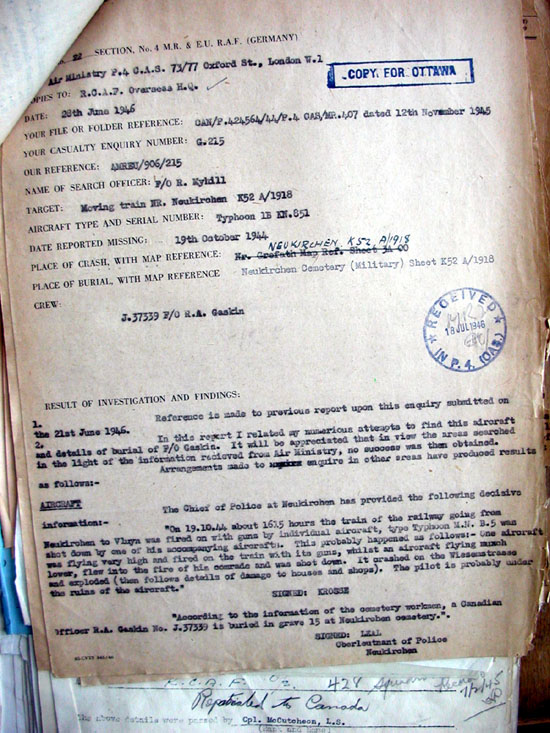 22 SECTION, No. 4 M.R. & E.U. R.A.F. (GERMANY)
Air Ministry P.4 C.A.S. 73/77 Oxford St., London W.1
COPY FOR OTTAWA
COPIES TO: R.C.A.F. Overseas H.Q.
DATE: 28th June 1946
YOUR FILE OR FOLDER REFERENCE: CAN/P.424564/44/P.4 CAS/MR.407 dated 12th November 1945
YOUR CASUALTY ENQUIRY NUMBER: G.215
OUR REFERENCE: AMREU/906/215
NAME OF SEARCH OFFICER: F/O R. Kyhill
TARGET: Moving train NR. Neukirchen K52 A/1918
AIRCRAFT TYPE AND SERIAL NUMBER: Typhoon 1B KN.851
DATE REPORTED MISSING: 19th October 1944
NEUKIRCHEN K52 A/1918
PLACE OF CRASH, WITH MAP REFERENCE: Nr. Grefath Map Ref. Sheet 3A 00
PLACE OF BURIAL, WITH MAP REFERENCE Neukirchen Cemetery (Military) Sheet K52 A/1918
CREW:
J.37339 F/O R.A. Gaskin
RECEIVED
18 JUL 1946
IN P.4. (CAS)
RESULT OF INVESTIGATION AND FINDINGS:
1. Reference is made to previous report upon this enquiry submitted on
the 21st June 1946.
2. In this report I related my numerious attempts to find this aircraft
and details of burial of F/O Gaskin. It will be appreciated that in view the areas searched
in the light of the information recieved from Air Ministry, no success was then obtained.
Arrangements made to enquire in other areas have produced results
as follows:-
AIRCRAFT
The Chief of Police at Neukirchen has provided the following decisive
information:-
"On 19.10.44 about 1615 hours the train of the railway going from
Neukirchen to Vluyn was fired on with guns by individual aircraft, type Typhoon M.N. B.5 was
shot down by one of his accompaying aircrafts. This probably happened as follows:- one aircraft
was flying very high and fired on the train with its guns, whilst an aircraft flying much
lower, flew into the fire of his comrade and was shot down. It crashed on the Wiesenstrasse
and exploded (then follows details of damage to houses and shops). The pilot is probably under
the ruins of the aircraft."
SIGNED: KROSSE
"According to the information of the cemetery workmen, a Canadian
Officer R.A. Gaskin No. J.37339 is buried in grave 15 at Neukirchen cemetery.".
SIGNED: LEAL
Oberleutnant of Police
Neukirchen
R.C.A.F. Oz. 424
Repatriated to Canada
The above details were passed by Cpl. McCutcheon, L.S.